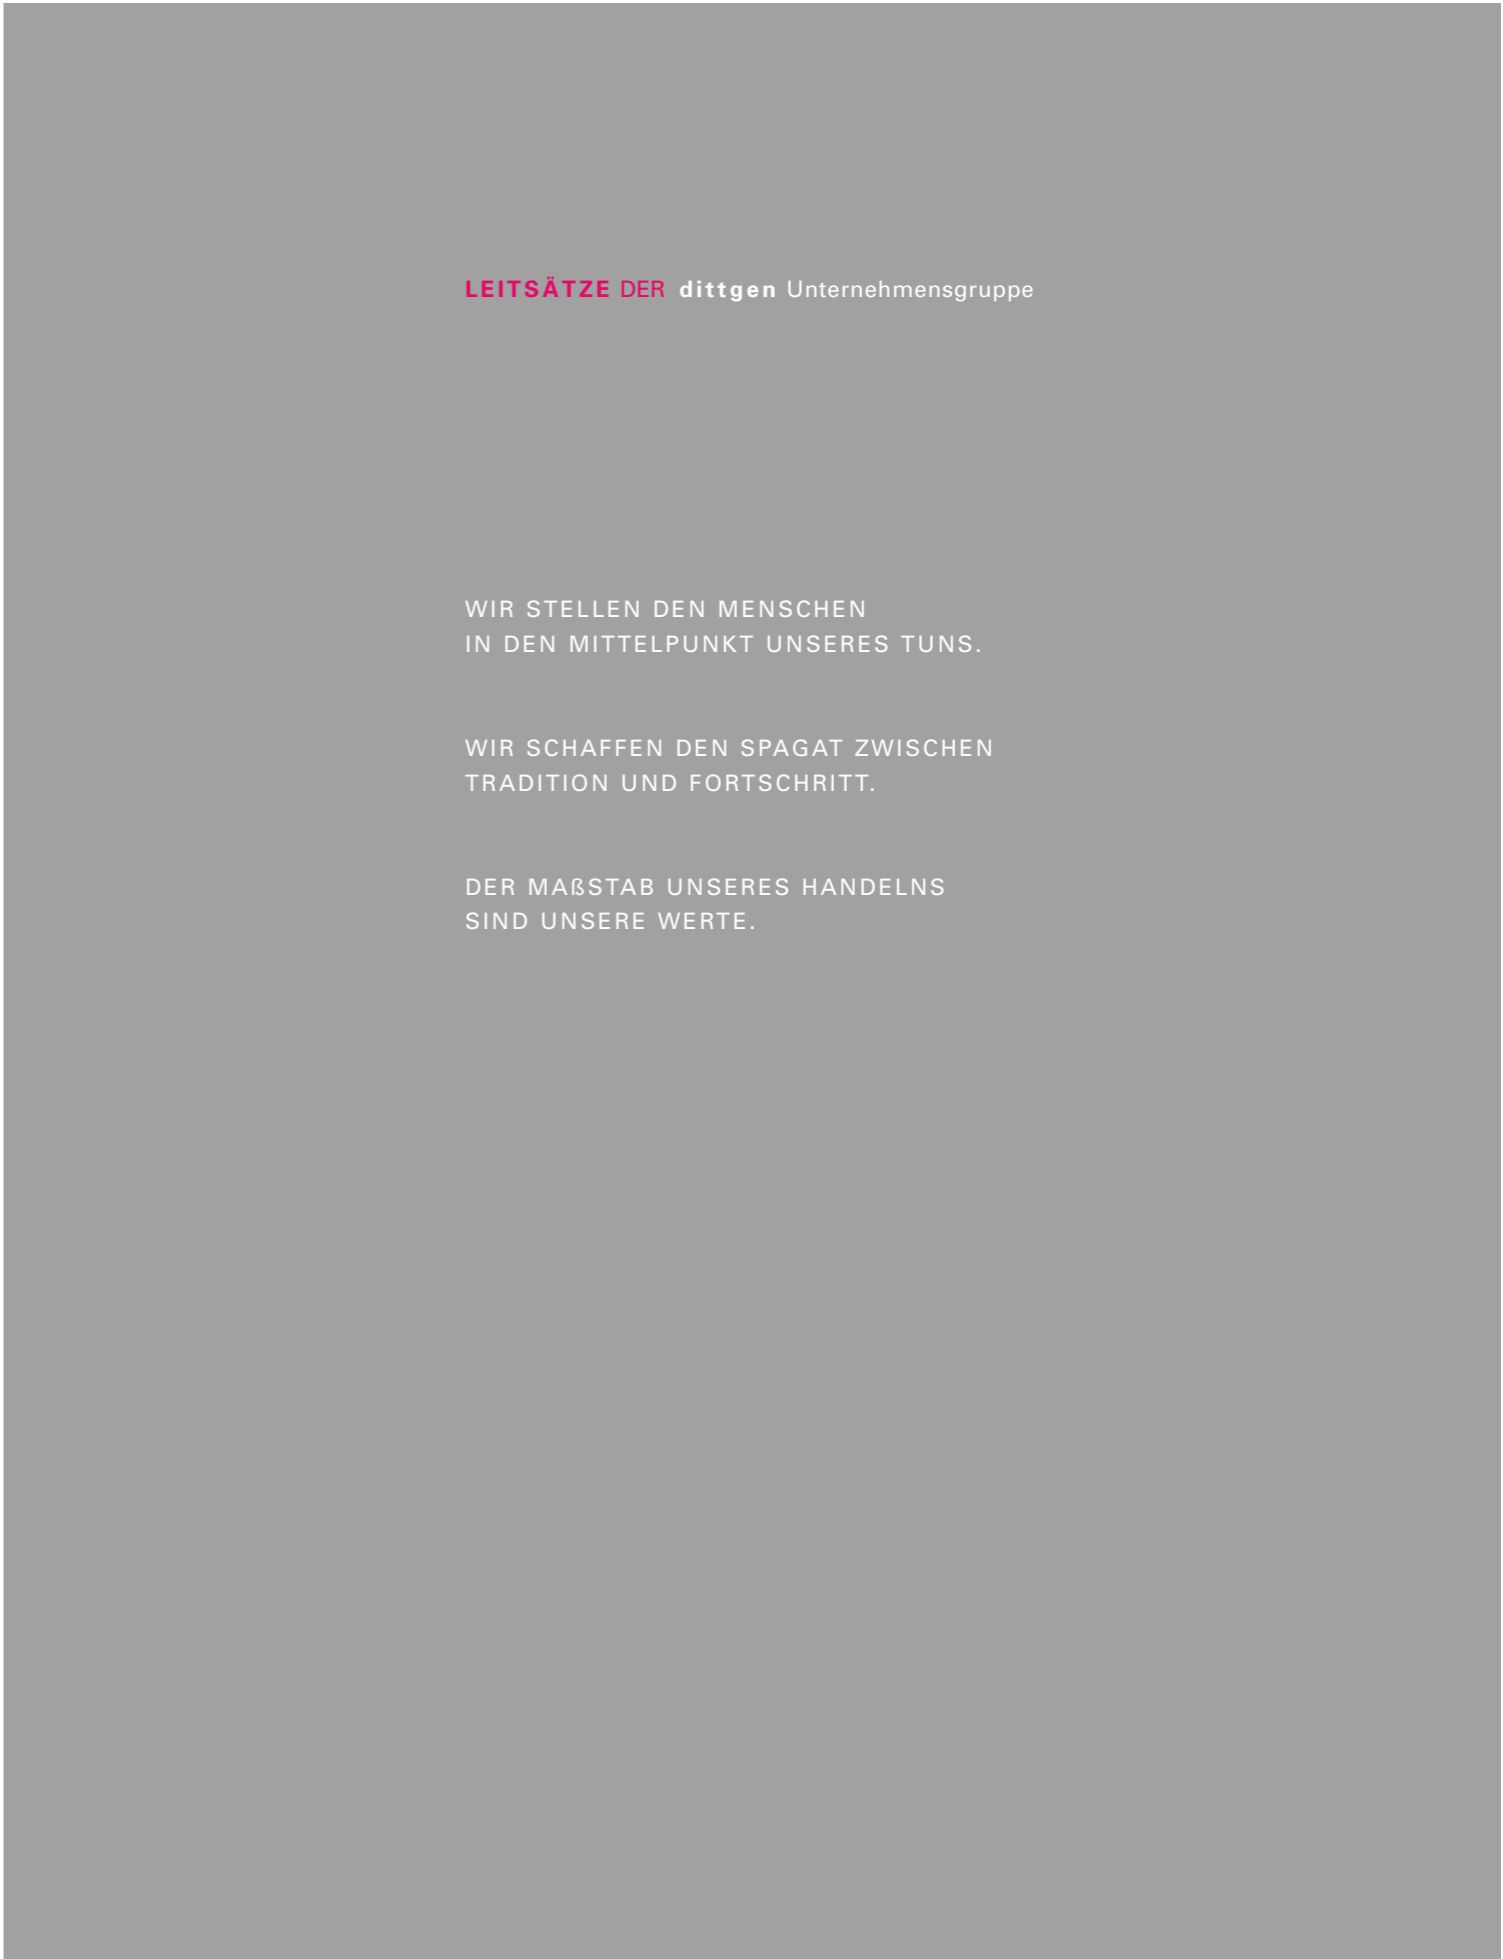 LEITSÄTZE DER dittgen Unternehmensgruppe
WIR STELLEN DEN MENSCHEN
IN DEN MITTELPUNKT UNSERES TUNS.
WIR SCHAFFEN DEN SPAGAT ZWISCHEN
TRADITION UND FORTSCHRITT.
DER MAßSTAB UNSERES HANDELNS
SIND UNSERE WERTE.